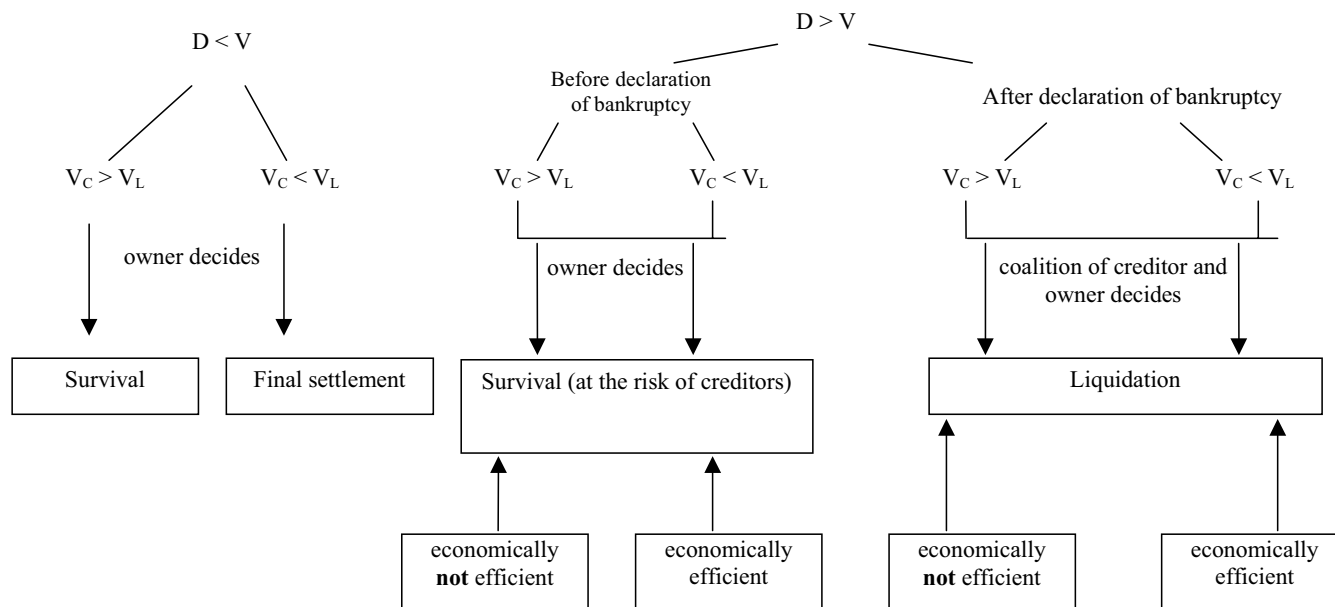 D < V
V_C > V_L
V_C < V_L
owner decides
Survival
Final settlement
D > V
Before declaration
of bankruptcy
V_C > V_L
V_C < V_L
owner decides
Survival (at the risk of creditors)
economically
not efficient
economically
efficient
After declaration of bankruptcy
V_C > V_L
V_C < V_L
coalition of creditor and
owner decides
Liquidation
economically
not efficient
economically
efficient